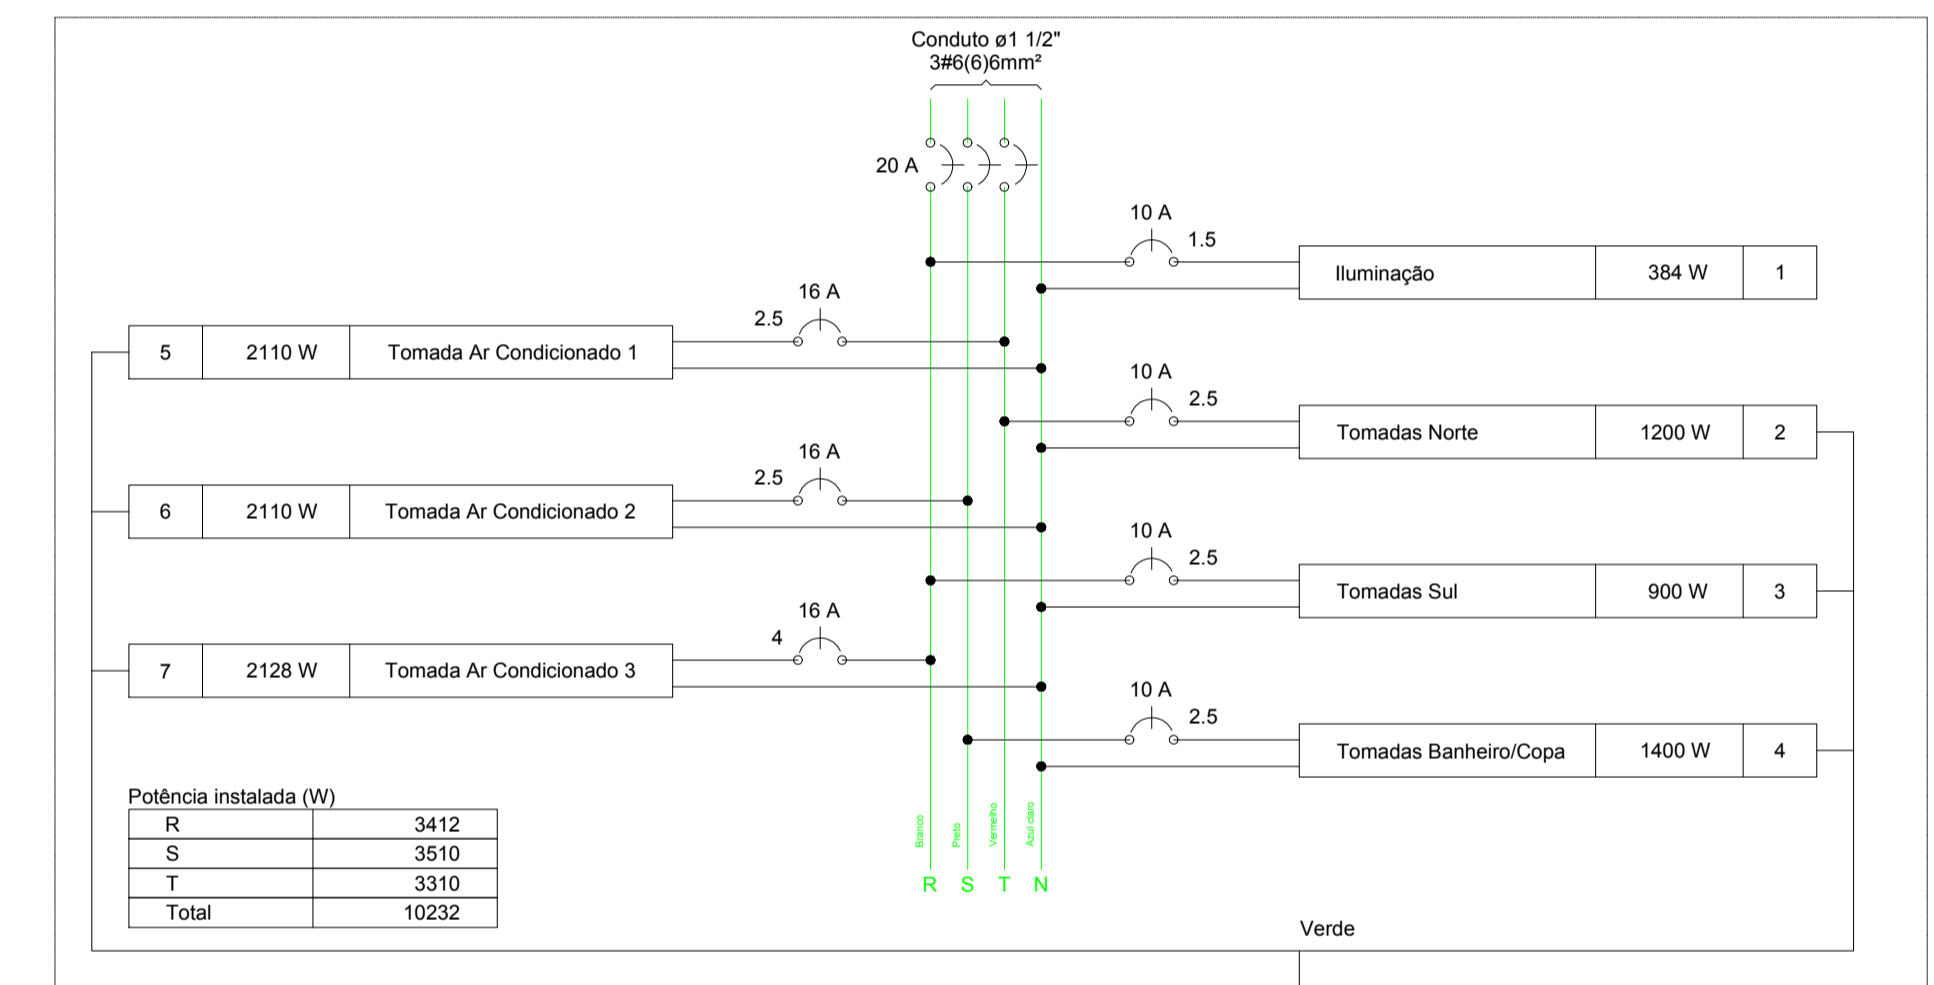 Conduto ø1 1/2"
3#6(6)6mm²
20 A
10 A
1.5
Iluminação 384 W 1
16 A
2.5
5 2110 W Tomada Ar Condicionado 1
10 A
2.5
Tomadas Norte 1200 W 2
16 A
2.5
6 2110 W Tomada Ar Condicionado 2
10 A
2.5
Tomadas Sul 900 W 3
16 A
4
7 2128 W Tomada Ar Condicionado 3
10 A
2.5
Tomadas Banheiro/Copa 1400 W 4
Potência instalada (W)
R 3412
S 3510
T 3310
Total 10232
Branco
Preto
Vermelho
Azul claro
R S T N
Verde